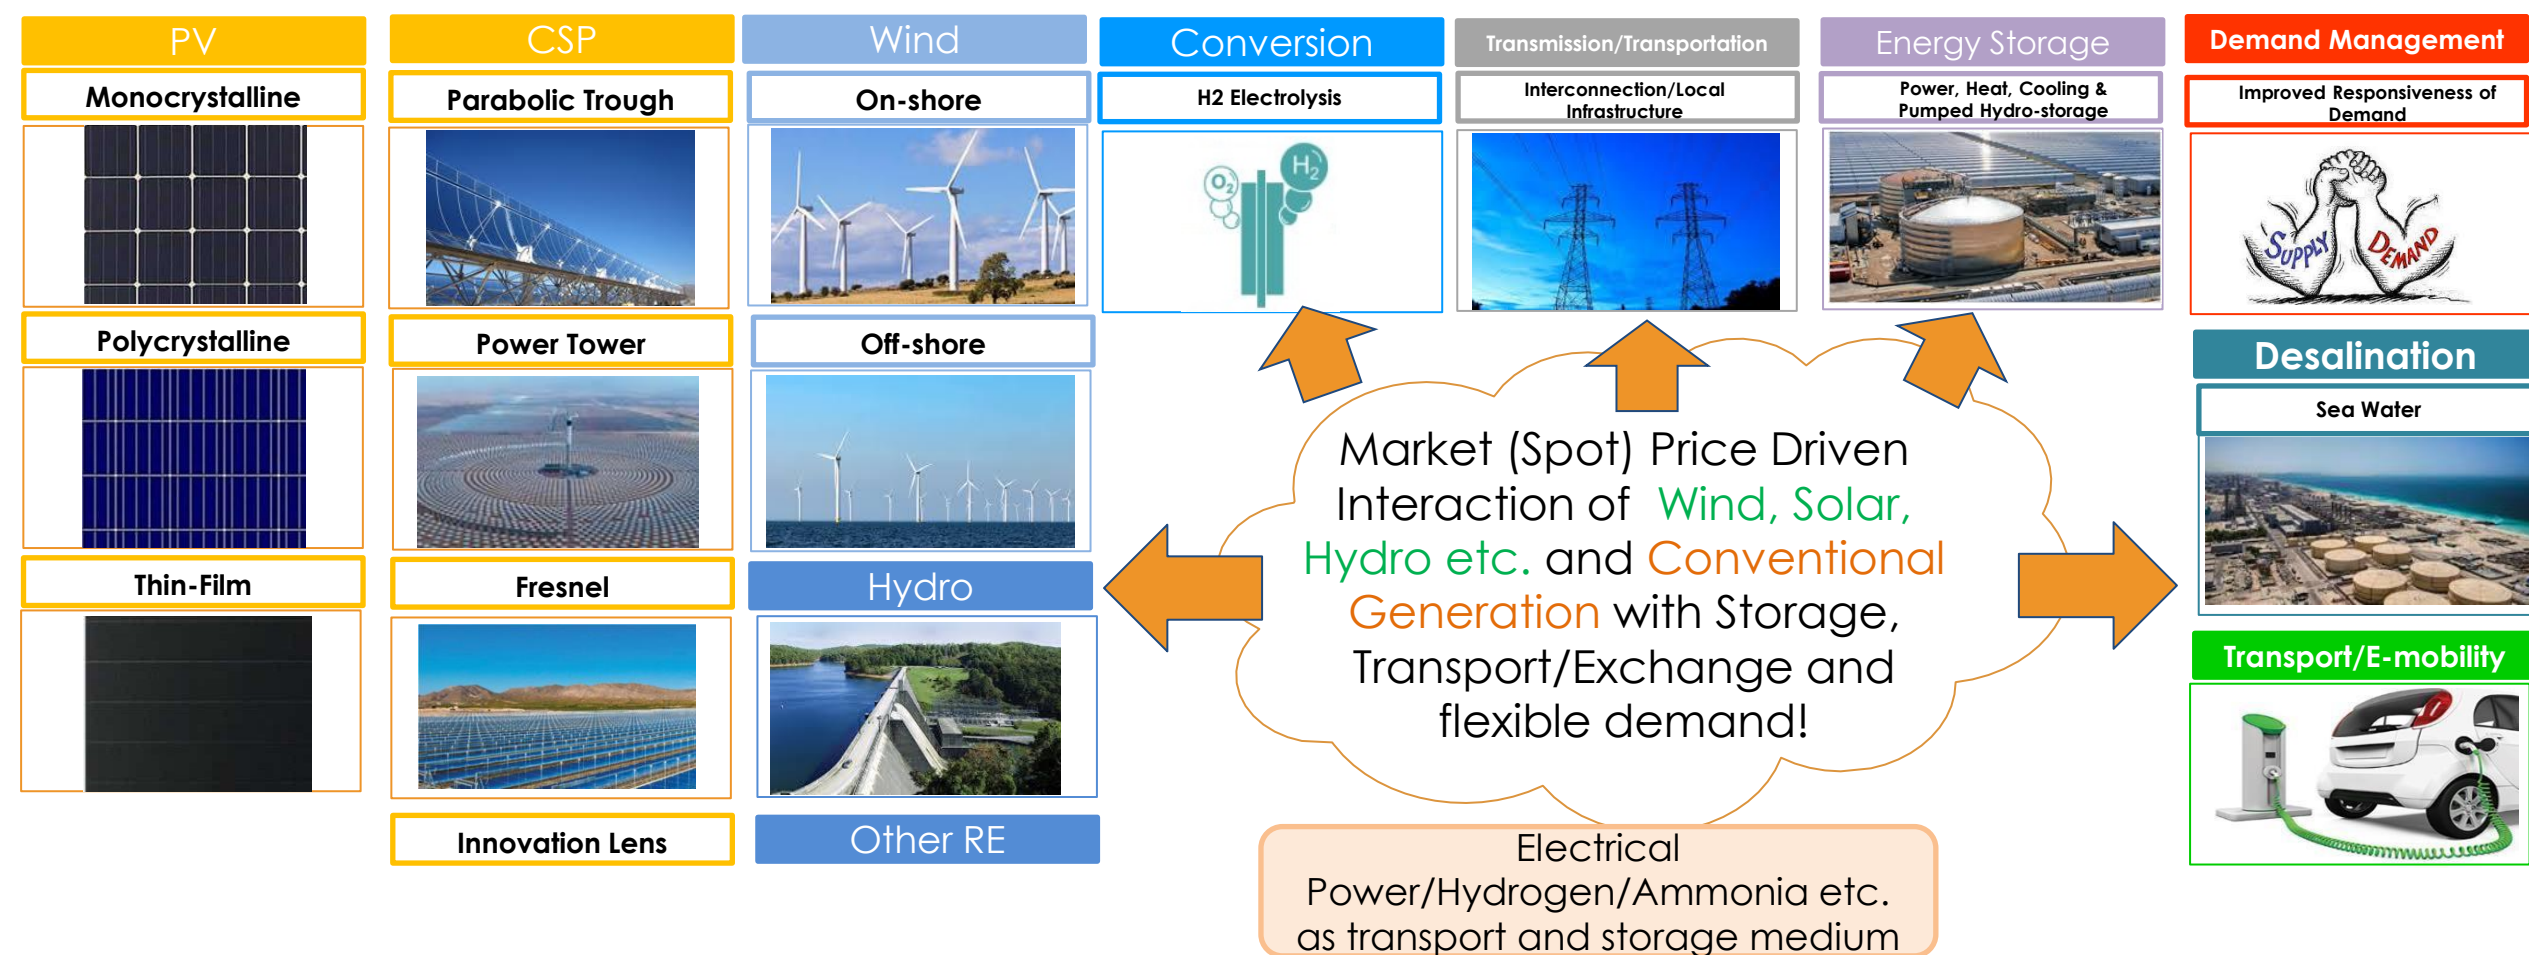 PV
Monocrystalline
Polycrystalline
Thin-Film
CSP
Parabolic Trough
Power Tower
Fresnel
Innovation Lens
Wind
On-shore
Off-shore
Hydro
Other RE
Conversion
H2 Electrolysis
O2
H2
Transmission/Transportation
Interconnection/Local
Infrastructure
Energy Storage
Power, Heat, Cooling &
Pumped Hydro-storage
Demand Management
Improved Responsiveness of
Demand
SUPPLY
DEMAND
Desalination
Sea Water
Transport/E-mobility
Market (Spot) Price Driven
Interaction of Wind, Solar,
Hydro etc. and Conventional
Generation with Storage,
Transport/Exchange and
flexible demand!
Electrical
Power/Hydrogen/Ammonia etc.
as transport and storage medium